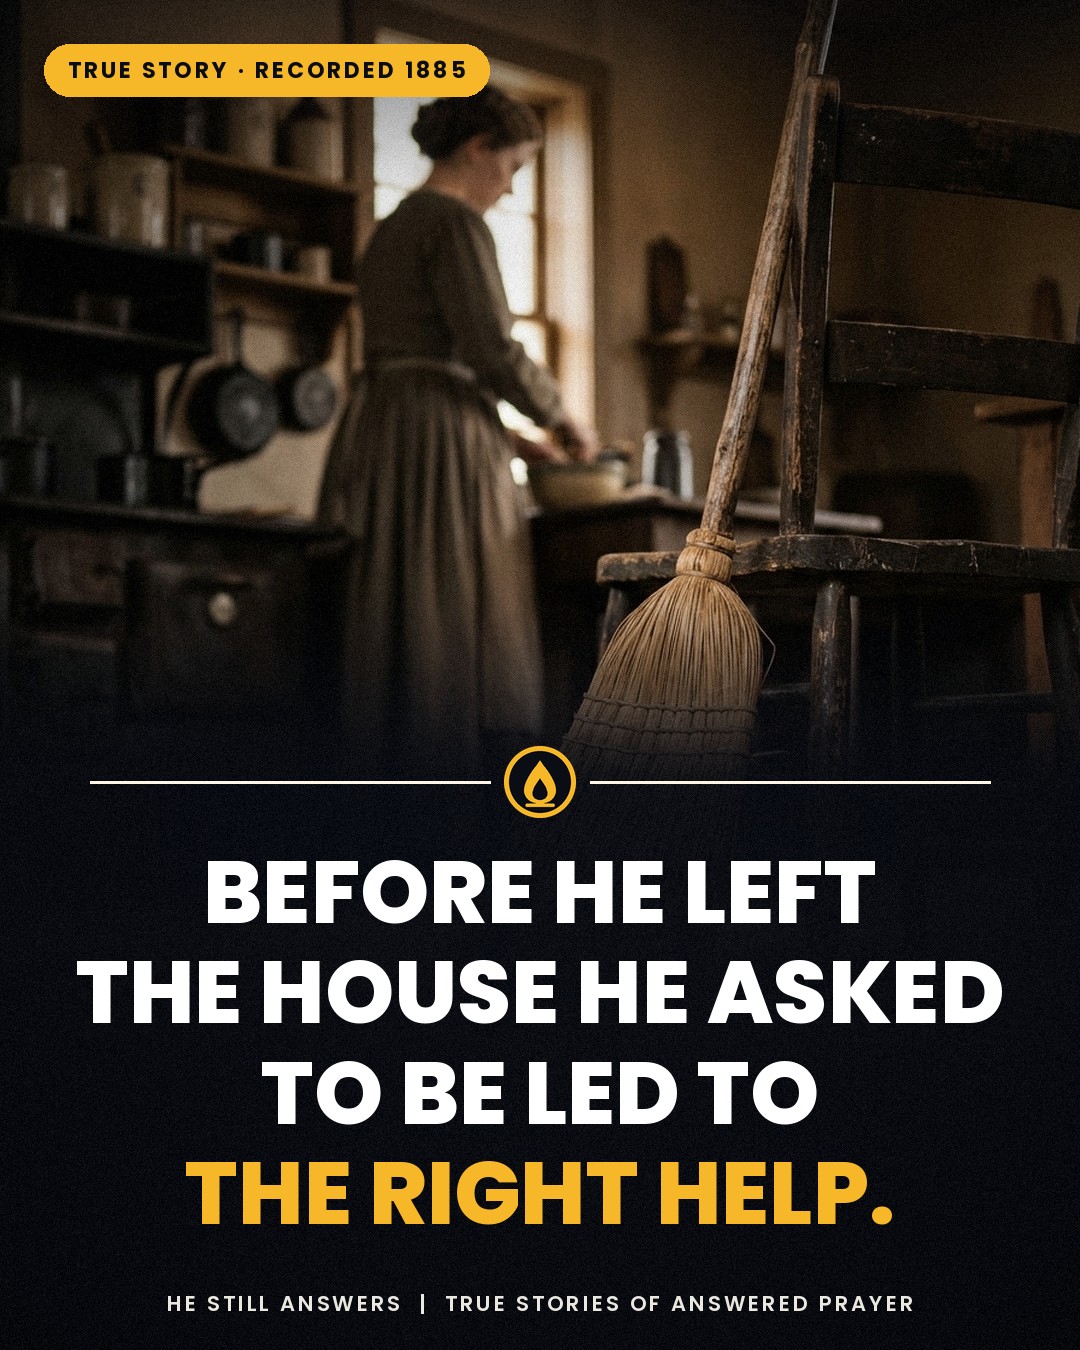 TRUE STORY · RECORDED 1885
BEFORE HE LEFT
THE HOUSE HE ASKED
TO BE LED TO
THE RIGHT HELP.
HE STILL ANSWERS | TRUE STORIES OF ANSWERED PRAYER